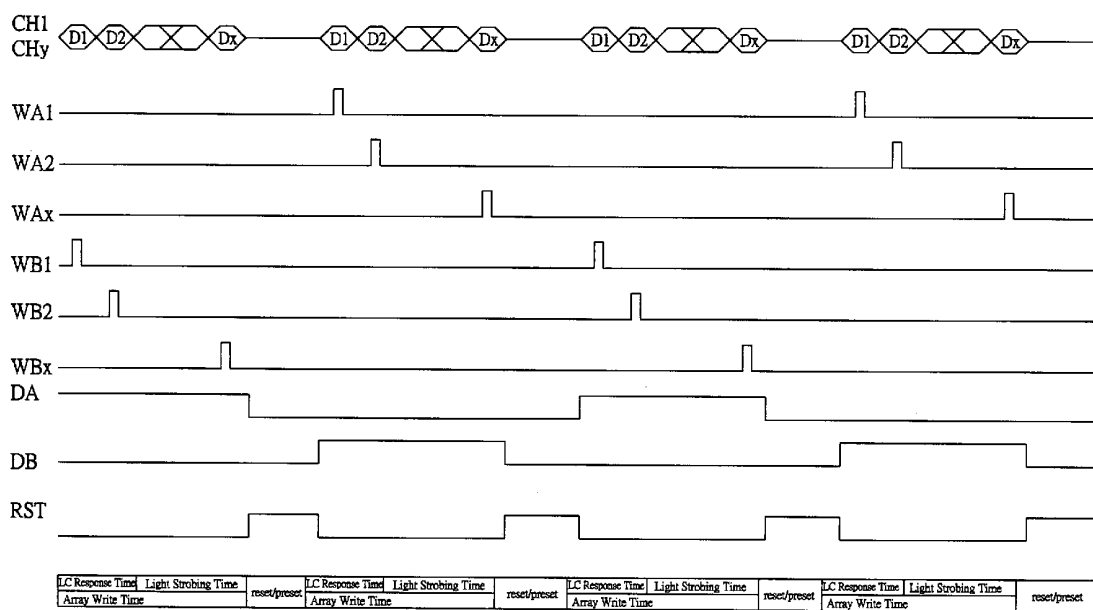 CH1
CHy D1 D2 Dx D1 D2 Dx D1 D2 Dx D1 D2 Dx
WA1
WA2
WAx
WB1
WB2
WBx
DA
DB
RST
LC Response Time Light Strobing Time reset/preset LC Response Time Light Strobing Time reset/preset LC Response Time Light Strobing Time reset/preset LC Response Time Light Strobing Time reset/preset
Array Write Time Array Write Time Array Write Time Array Write Time